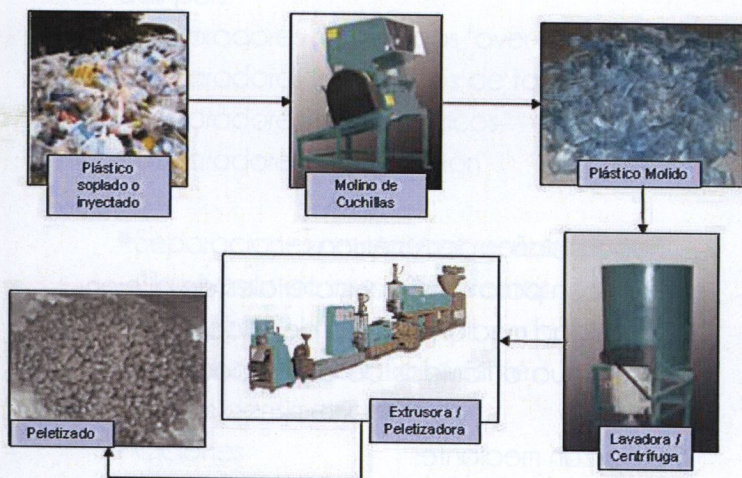 Plástico
soplado o
inyectado
Molino de
Cuchillas
Plástico Molido
Lavadora /
Centrífuga
Extrusora /
Peletizadora
Peletizado